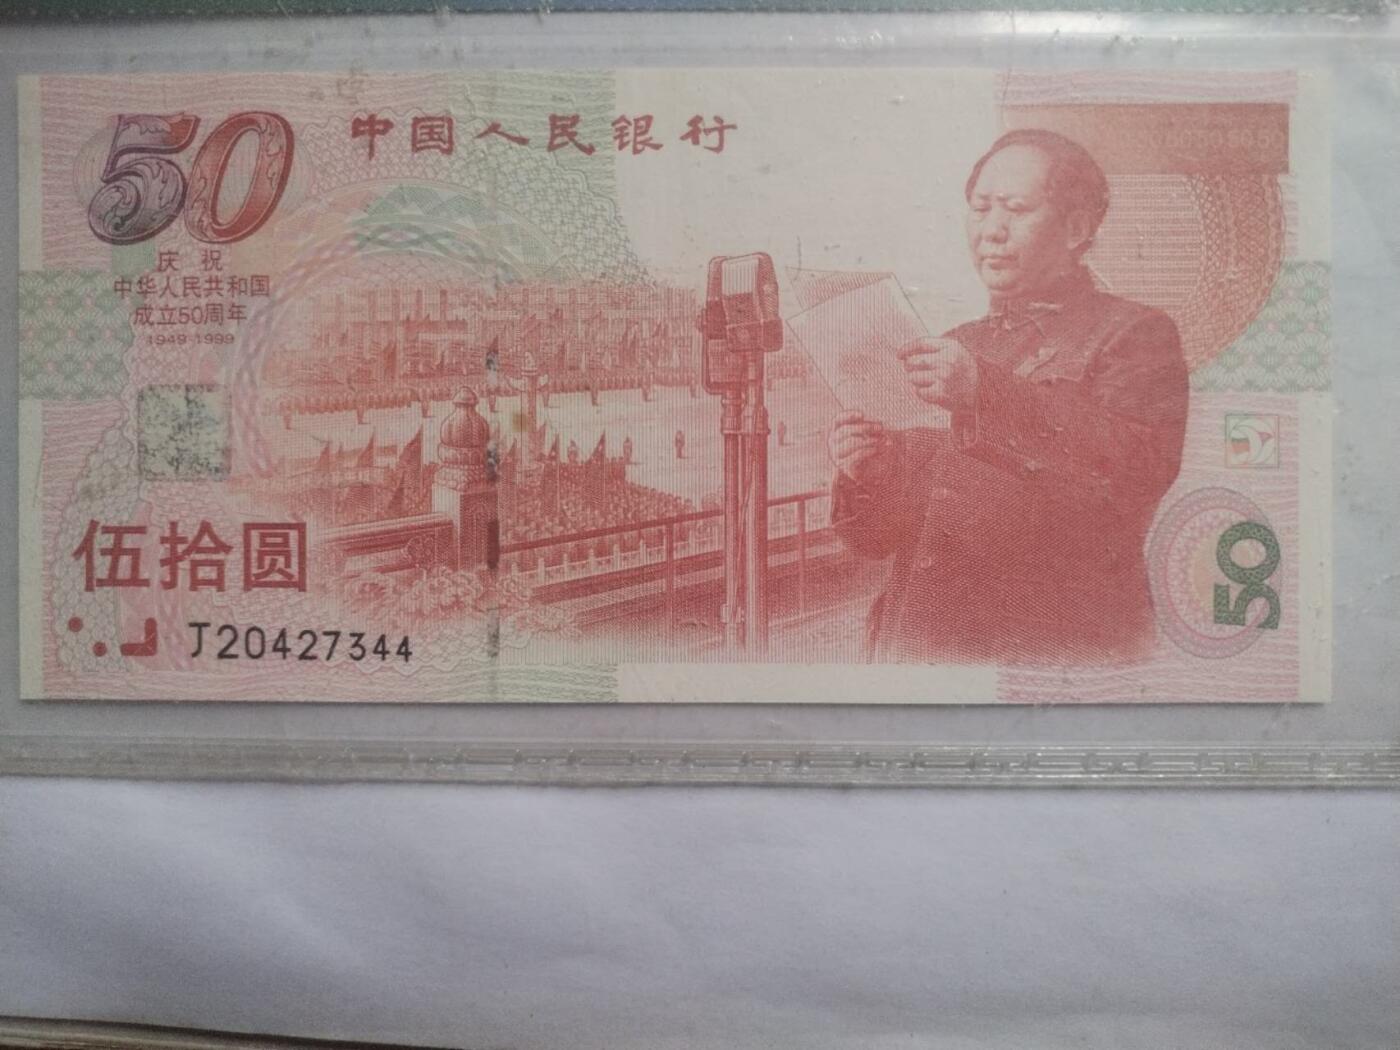 50
中国人民银行
庆祝
中华人民共和国
成立50周年
1949-1999
伍拾圆
J20427344
50